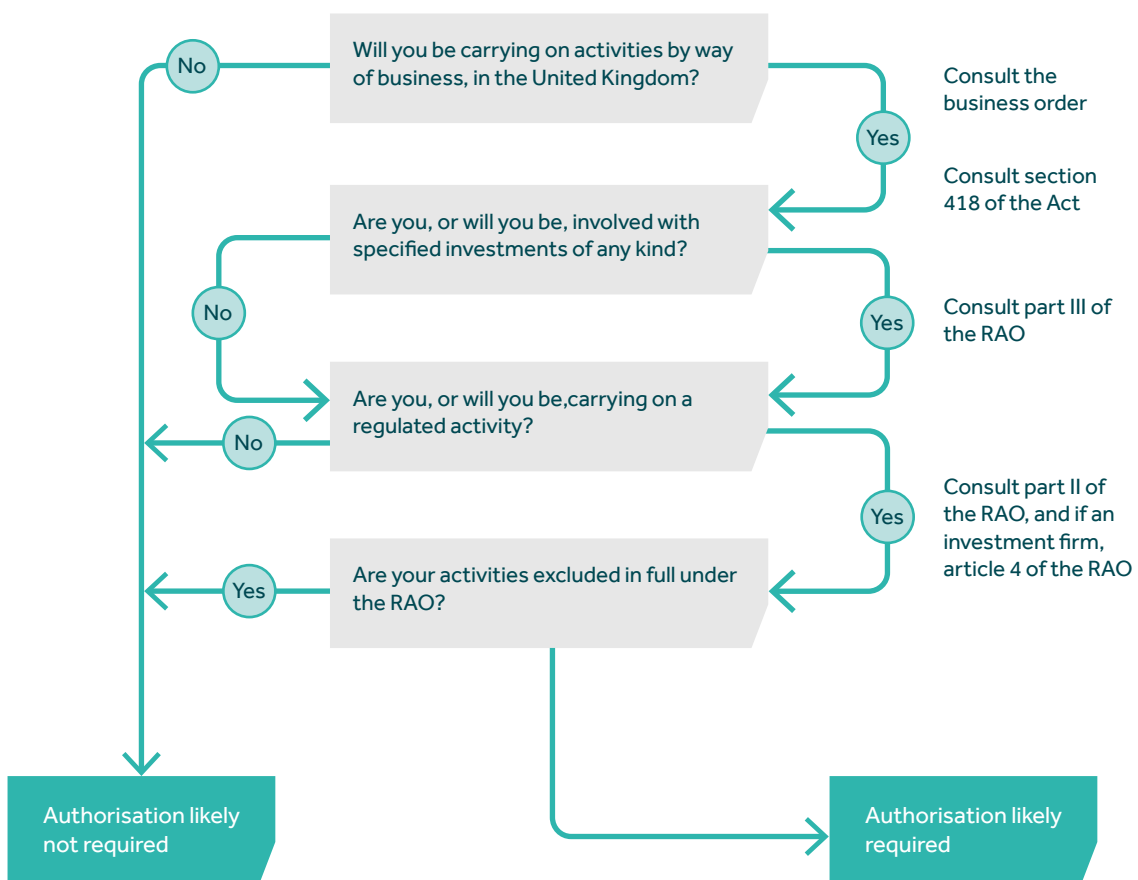 Will you be carrying on activities by way
of business, in the United Kingdom?
No
Yes
Consult the
business order
Consult section
418 of the Act
Are you, or will you be, involved with
specified investments of any kind?
No
Yes
Consult part III of
the RAO
Are you, or will you be,carrying on a
regulated activity?
No
Yes
Consult part II of
the RAO, and if an
investment firm,
article 4 of the RAO
Are your activities excluded in full under
the RAO?
Yes
Authorisation likely
not required
Authorisation likely
required